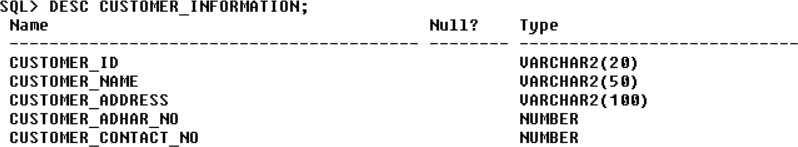 SQL> DESC CUSTOMER_INFORMATION;
Name Null? Type
----------------------------------------- -------- ----------------------------
CUSTOMER_ID VARCHAR2(20)
CUSTOMER_NAME VARCHAR2(50)
CUSTOMER_ADDRESS VARCHAR2(100)
CUSTOMER_ADHAR_NO NUMBER
CUSTOMER_CONTACT_NO NUMBER